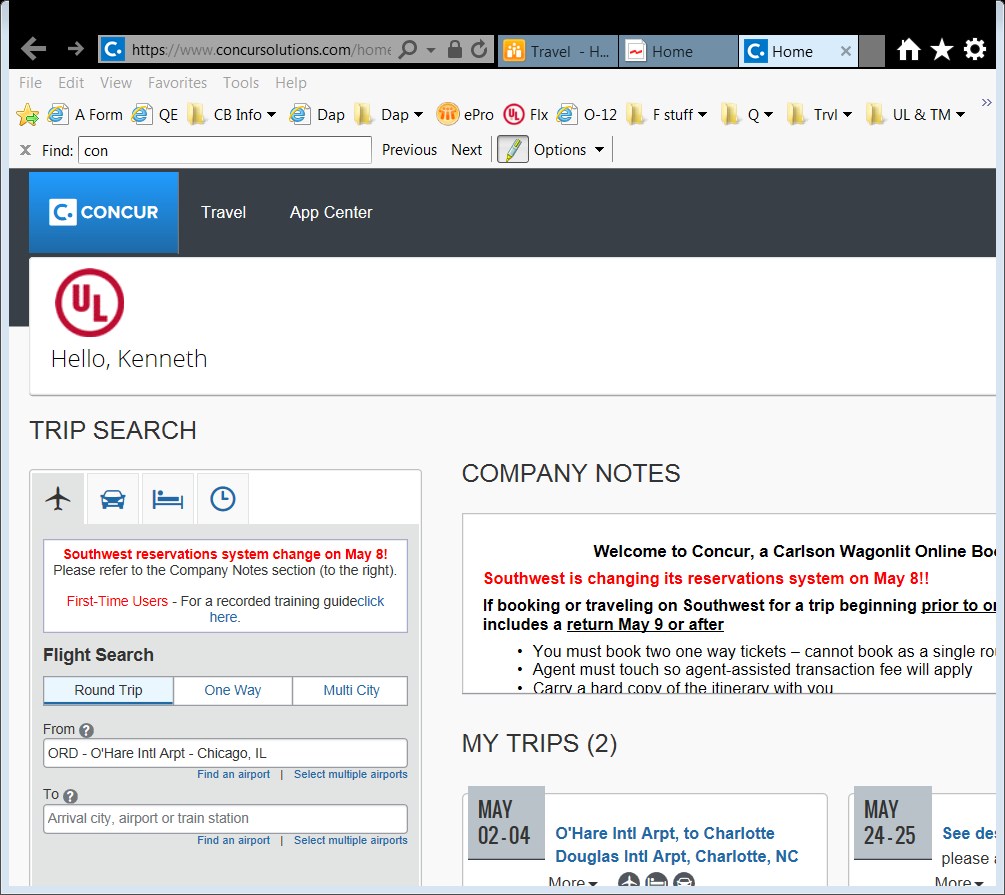 https://www.concursolutions.com/home
Travel - H...
Home
Home
File Edit View Favorites Tools Help
A Form QE CB Info Dap Dap ePro Flx O-12 F stuff Q Trvl UL & TM
x Find: con Previous Next Options
C. CONCUR Travel App Center
UL
Hello, Kenneth
TRIP SEARCH
Southwest reservations system change on May 8!
Please refer to the Company Notes section (to the right).
First-Time Users - For a recorded training guideclick
here.
Flight Search
Round Trip One Way Multi City
From ?
ORD - O'Hare Intl Arpt - Chicago, IL
Find an airport | Select multiple airports
To ?
Arrival city, airport or train station
Find an airport | Select multiple airports
COMPANY NOTES
Welcome to Concur, a Carlson Wagonlit Online Boo
Southwest is changing its reservations system on May 8!!
If booking or traveling on Southwest for a trip beginning prior to or
includes a return May 9 or after
• You must book two one way tickets – cannot book as a single rou
• Agent must touch so agent-assisted transaction fee will apply
• Carry a hard copy of the itinerary with you
MY TRIPS (2)
MAY
02-04
O'Hare Intl Arpt, to Charlotte
Douglas Intl Arpt, Charlotte, NC
More
MAY
24-25
See des
please a
More